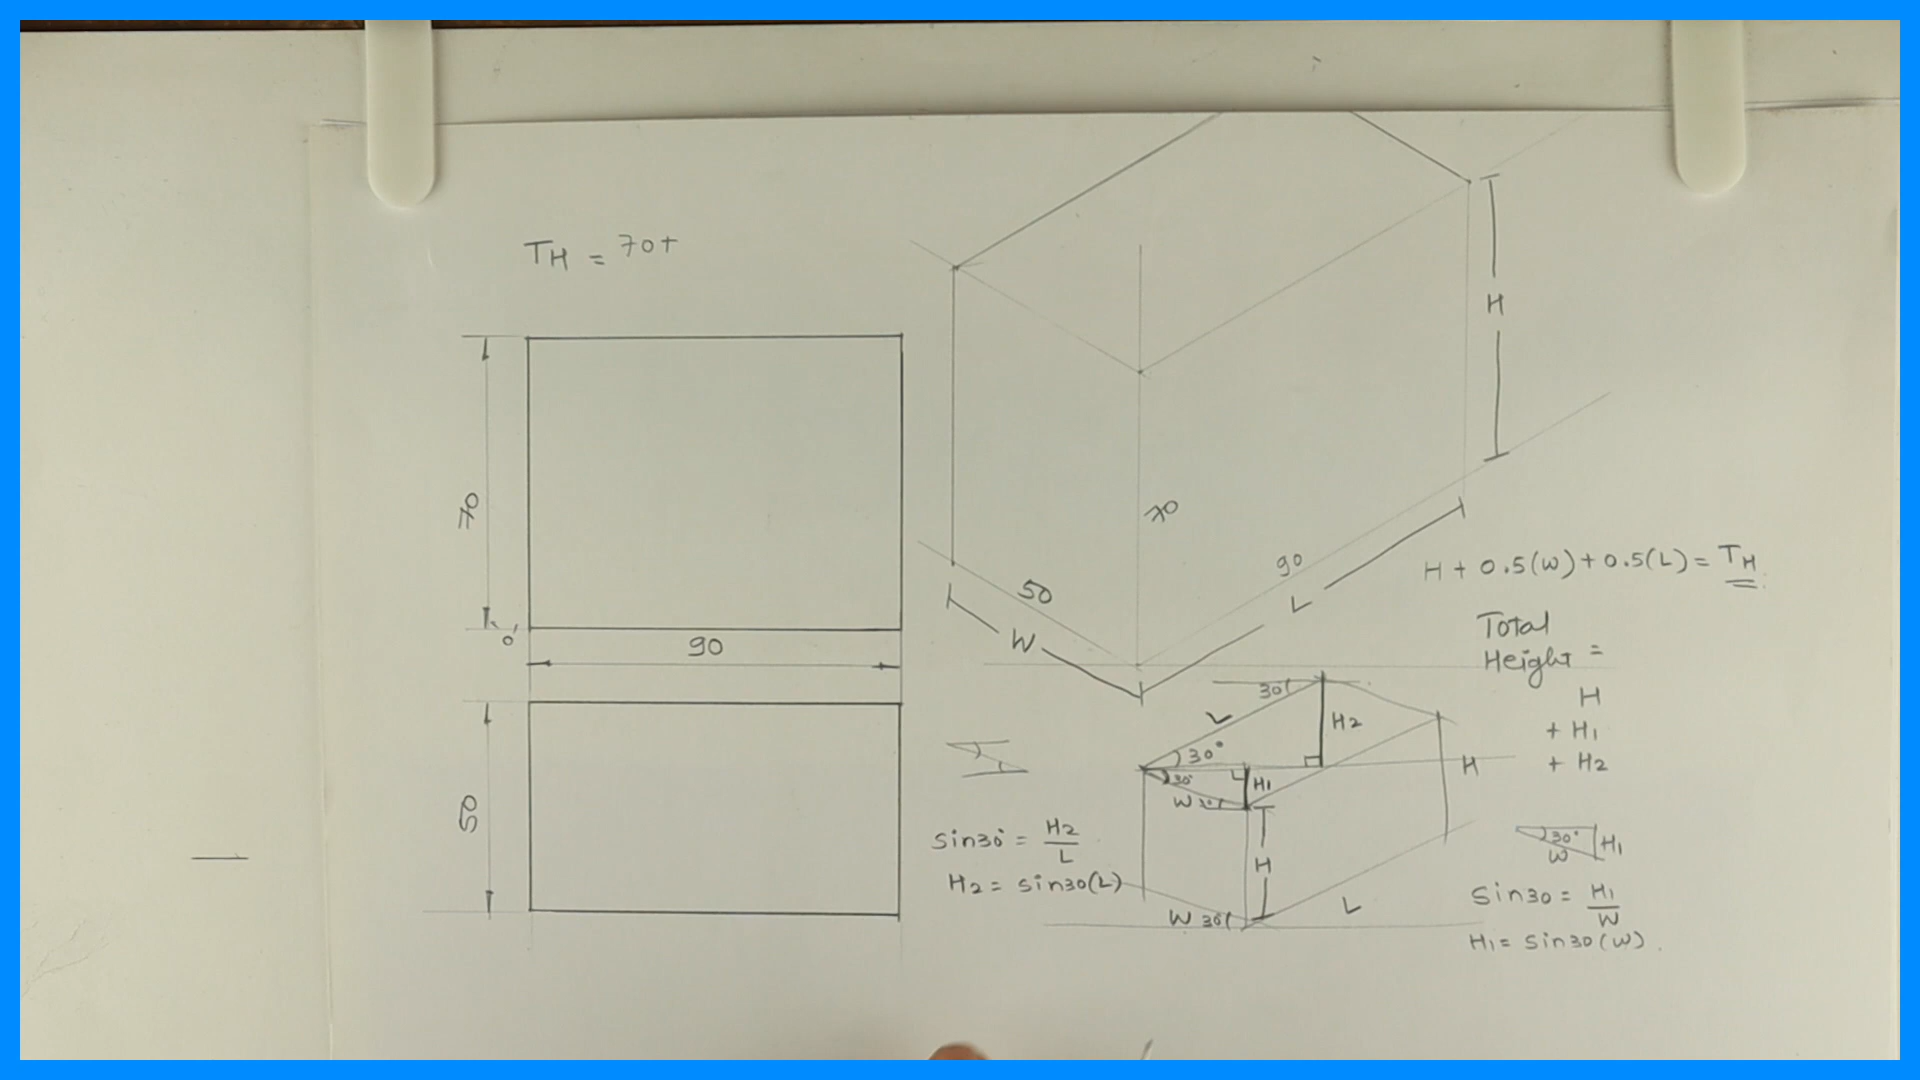 TH = 70+
70
0'
90
50
H
70
50
90
W
L
H + 0.5(W) + 0.5(L) = TH
Total
Height =
H
+ H1
+ H2
30
L
H2
30°
30°
H1
W
H
H
W 30
L
sin30° = H2/L
H2 = sin30(L)
30°
H1
W
Sin30 = H1/W
H1 = sin30(W).